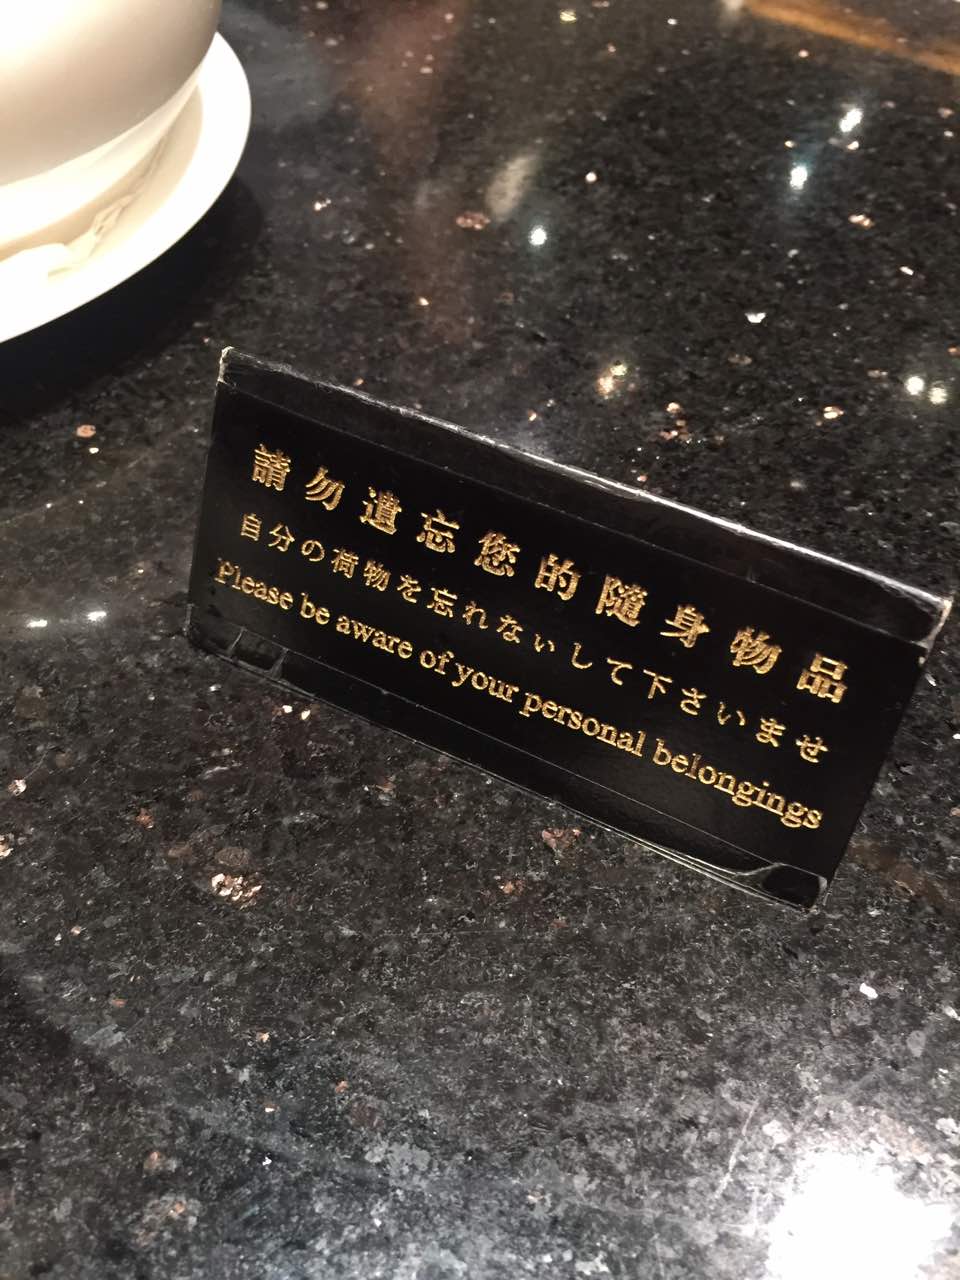 請勿遺忘您的隨身物品
自分の荷物を忘れないして下さいませ
Please be aware of your personal belongings